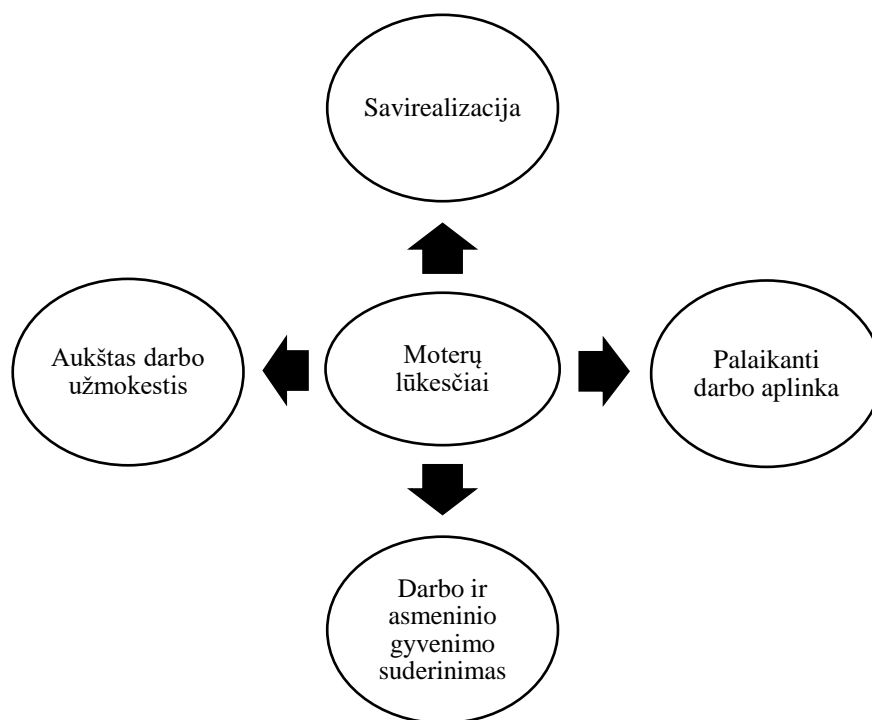 Savirealizacija
Aukštas darbo
užmokestis
Moterų
lūkesčiai
Palaikanti
darbo aplinka
Darbo ir
asmeninio
gyvenimo
suderinimas